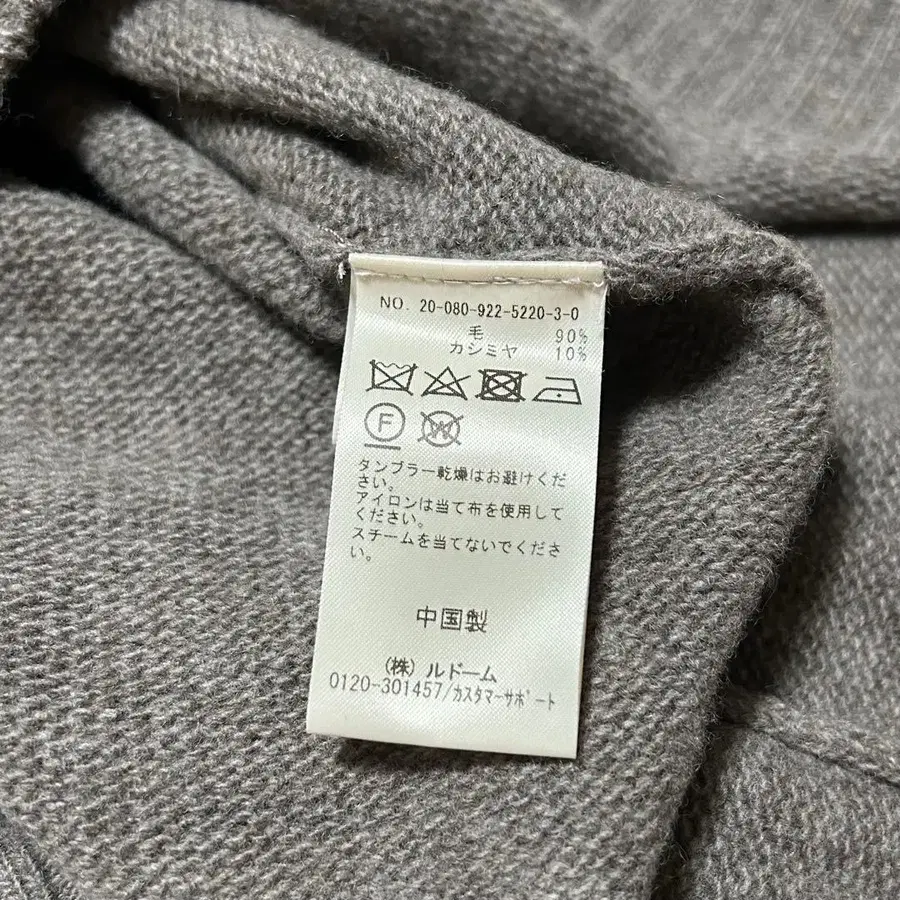 NO. 20-080-922-5220-3-0
毛 90%
カシミヤ 10%
F W
タンブラー乾燥はお避けくだ
さい。
アイロンは当て布を使用して
ください。
スチームを当てないでくださ
い。
中国製
(株)ルドーム
0120-301457/カスタマーサポート